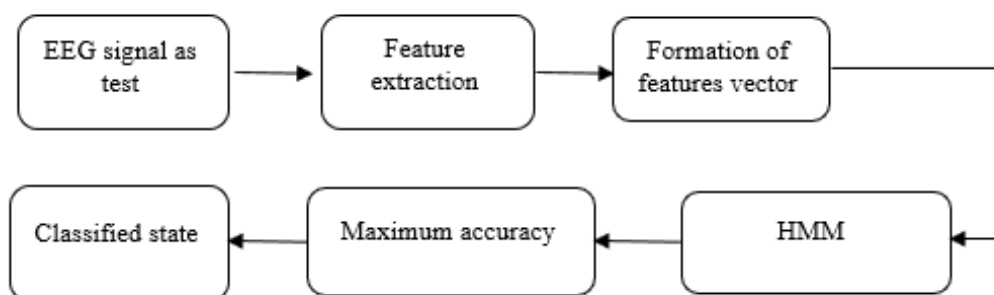 EEG signal as
test
Feature
extraction
Formation of
features vector
HMM
Maximum accuracy
Classified state